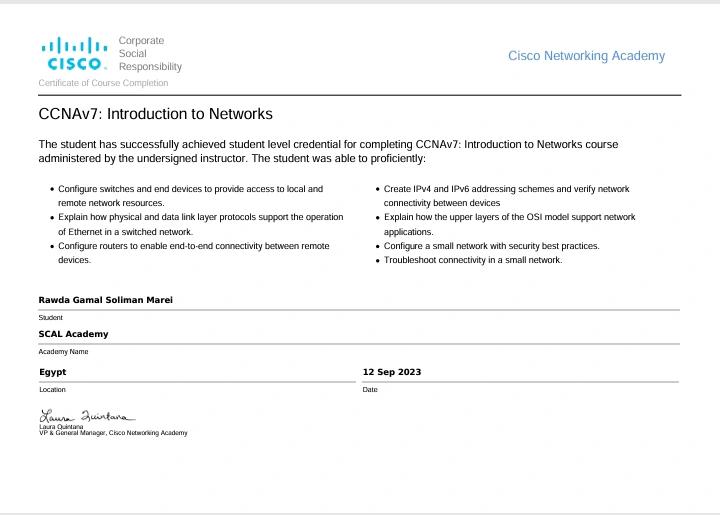 CISCO
Corporate
Social
Responsibility
Cisco Networking Academy
Certificate of Course Completion
CCNAv7: Introduction to Networks
The student has successfully achieved student level credential for completing CCNAv7: Introduction to Networks course
administered by the undersigned instructor. The student was able to proficiently:
• Configure switches and end devices to provide access to local and
remote network resources.
• Explain how physical and data link layer protocols support the operation
of Ethernet in a switched network.
• Configure routers to enable end-to-end connectivity between remote
devices.
• Create IPv4 and IPv6 addressing schemes and verify network
connectivity between devices
• Explain how the upper layers of the OSI model support network
applications.
• Configure a small network with security best practices.
• Troubleshoot connectivity in a small network.
Rawda Gamal Soliman Marei
Student
SCAL Academy
Academy Name
Egypt
Location
12 Sep 2023
Date
Laura Quintana
Laura Quintana
VP & General Manager, Cisco Networking Academy